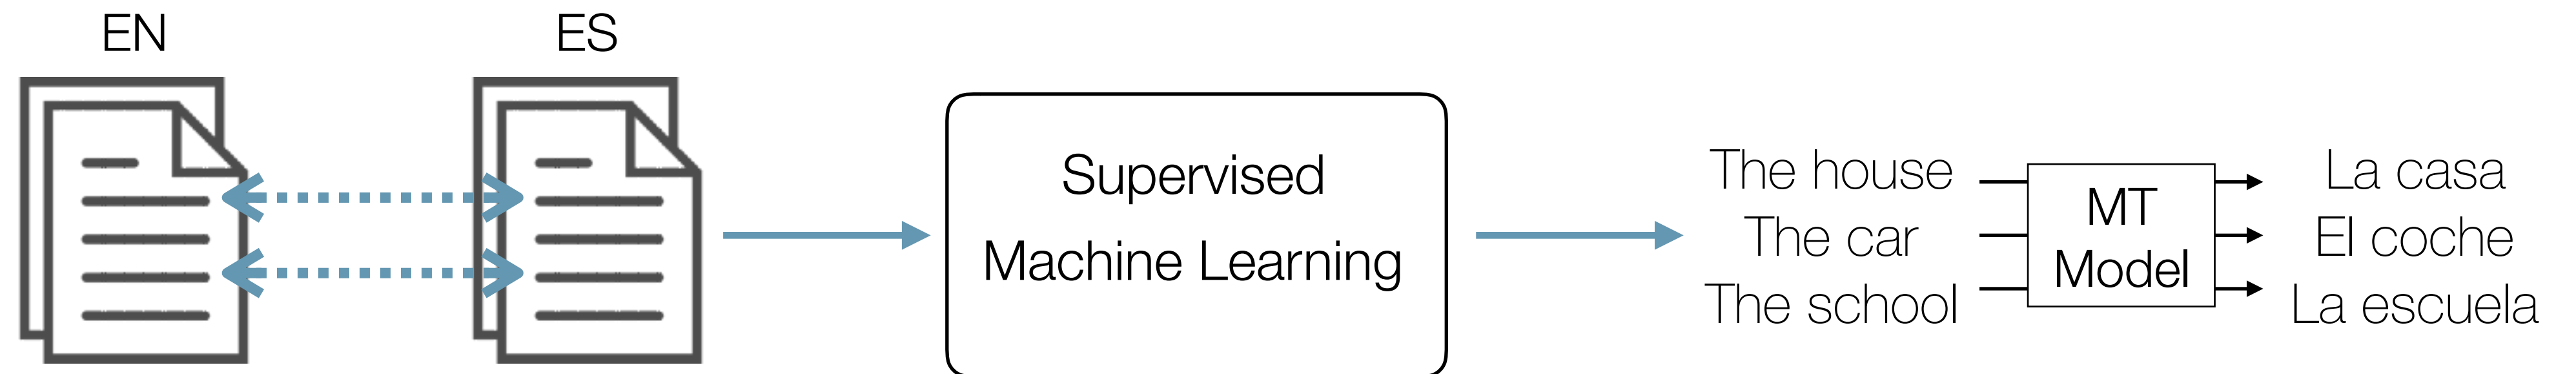 EN
ES
Supervised
Machine Learning
The house
The car
The school
MT
Model
La casa
El coche
La escuela